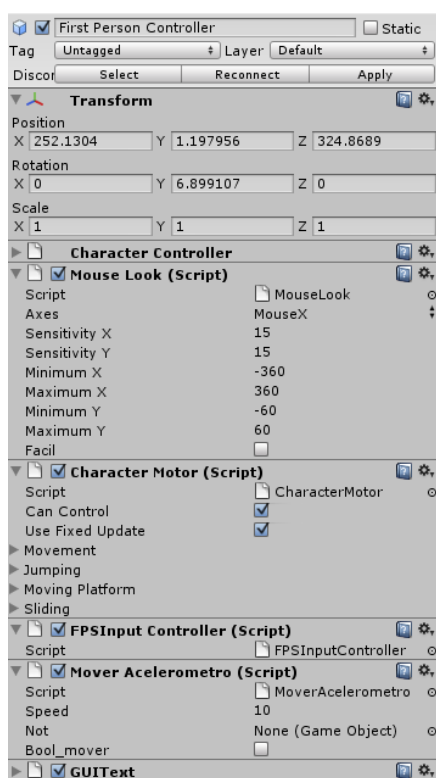 First Person Controller Static
Tag Untagged Layer Default
Discor Select Reconnect Apply
Transform
Position
X 252.1304 Y 1.197956 Z 324.8689
Rotation
X 0 Y 6.899107 Z 0
Scale
X 1 Y 1 Z 1
Character Controller
Mouse Look (Script)
Script MouseLook
Axes MouseX
Sensitivity X 15
Sensitivity Y 15
Minimum X -360
Maximum X 360
Minimum Y -60
Maximum Y 60
Facil
Character Motor (Script)
Script CharacterMotor
Can Control
Use Fixed Update
Movement
Jumping
Moving Platform
Sliding
FPSInput Controller (Script)
Script FPSInputController
Mover Acelerometro (Script)
Script MoverAcelerometro
Speed 10
Not None (Game Object)
Bool_mover
GUIText